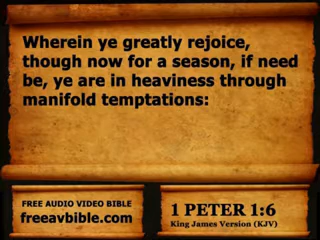 Wherein ye greatly rejoice,
though now for a season, if need
be, ye are in heaviness through
manifold temptations:
FREE AUDIO VIDEO BIBLE
freeavbible.com
1 PETER 1:6
King James Version (KJV)